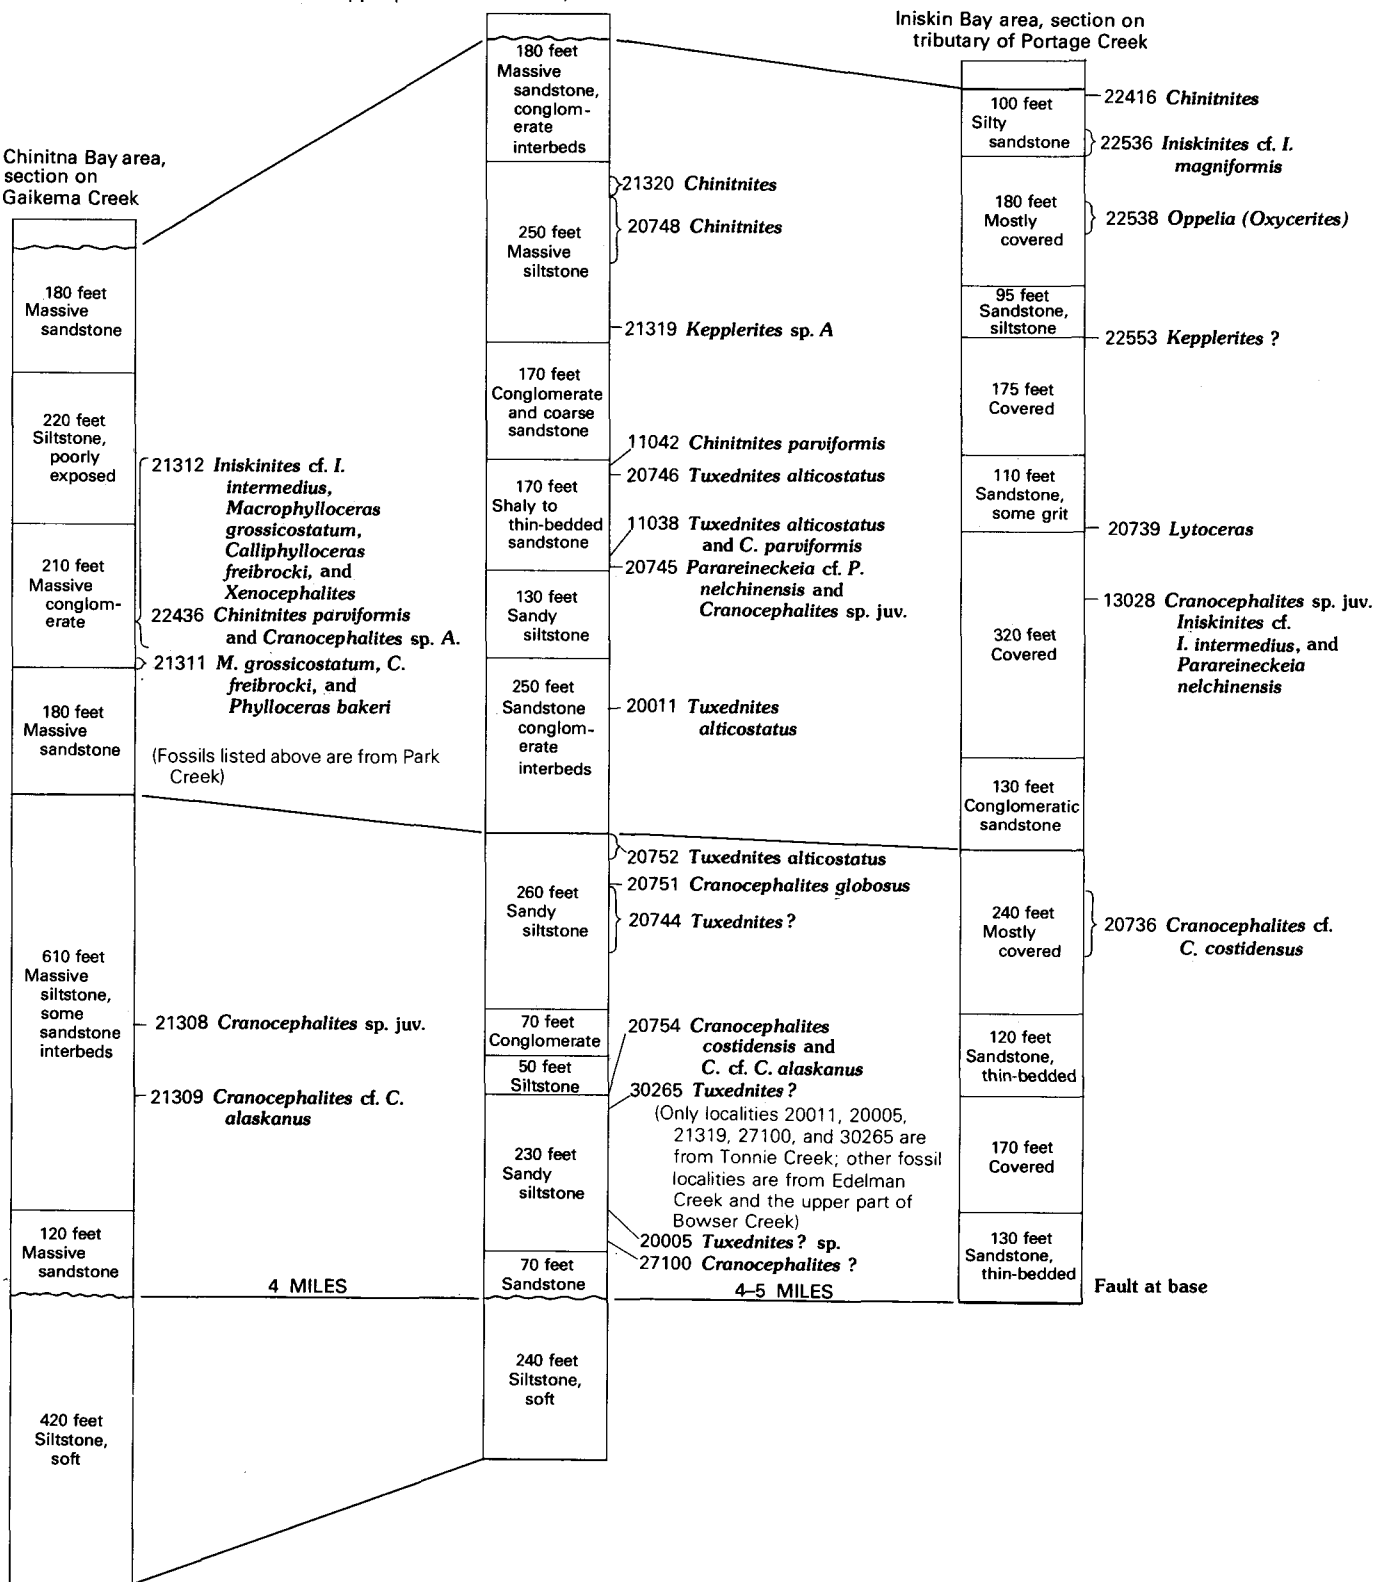 Chinitna Bay area,
section on
Gaikema Creek
180 feet
Massive
sandstone
220 feet
Siltstone,
poorly
exposed
210 feet
Massive
conglom-
erate
180 feet
Massive
sandstone
610 feet
Massive
siltstone,
some
sandstone
interbeds
120 feet
Massive
sandstone
420 feet
Siltstone,
soft
21312 Iniskinites cf. I.
intermedius,
Macrophylloceras
grossicostatum,
Calliphylloceras
freibrocki, and
Xenocephalites
22436 Chinitnites parviformis
and Cranocephalites sp. A.
21311 M. grossicostatum, C.
freibrocki, and
Phylloceras bakeri
(Fossils listed above are from Park
Creek)
21308 Cranocephalites sp. juv.
21309 Cranocephalites cf. C.
alaskanus
4 MILES
180 feet
Massive
sandstone,
conglom-
erate
interbeds
250 feet
Massive
siltstone
170 feet
Conglomerate
and coarse
sandstone
170 feet
Shaly to
thin-bedded
sandstone
130 feet
Sandy
siltstone
250 feet
Sandstone
conglom-
erate
interbeds
260 feet
Sandy
siltstone
70 feet
Conglomerate
50 feet
Siltstone
230 feet
Sandy
siltstone
70 feet
Sandstone
240 feet
Siltstone,
soft
21320 Chinitnites
20748 Chinitnites
21319 Kepplerites sp. A
11042 Chinitnites parviformis
20746 Tuxednites alticostatus
11038 Tuxednites alticostatus
and C. parviformis
20745 Parareineckeia cf. P.
nelchinensis and
Cranocephalites sp. juv.
20011 Tuxednites
alticostatus
20752 Tuxednites alticostatus
20751 Cranocephalites globosus
20744 Tuxednites ?
20754 Cranocephalites
costidensis and
C. cf. C. alaskanus
30265 Tuxednites ?
(Only localities 20011, 20005,
21319, 27100, and 30265 are
from Tonnie Creek; other fossil
localities are from Edelman
Creek and the upper part of
Bowser Creek)
20005 Tuxednites? sp.
27100 Cranocephalites ?
4–5 MILES
Iniskin Bay area, section on
tributary of Portage Creek
100 feet
Silty
sandstone
180 feet
Mostly
covered
95 feet
Sandstone,
siltstone
175 feet
Covered
110 feet
Sandstone,
some grit
320 feet
Covered
130 feet
Conglomeratic
sandstone
240 feet
Mostly
covered
120 feet
Sandstone,
thin-bedded
170 feet
Covered
130 feet
Sandstone,
thin-bedded
22416 Chinitnites
22536 Iniskinites cf. I.
magniformis
22538 Oppelia (Oxycerites)
22553 Kepplerites ?
20739 Lytoceras
13028 Cranocephalites sp. juv.
Iniskinites cf.
I. intermedius, and
Parareineckeia
nelchinensis
20736 Cranocephalites cf.
C. costidensus
Fault at base